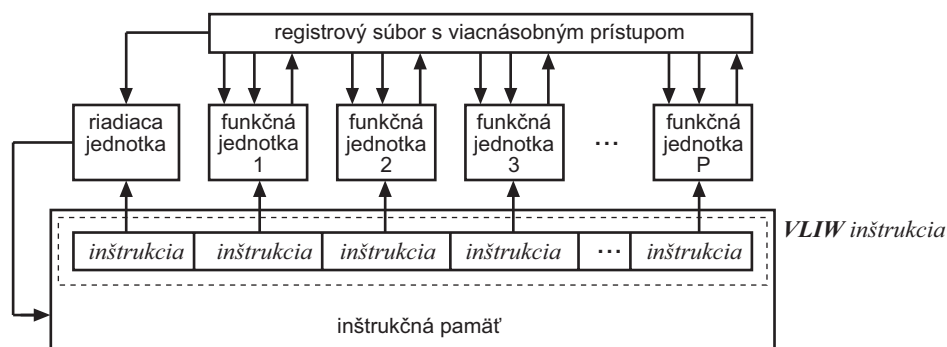 registrový súbor s viacnásobným prístupom
riadiaca
jednotka
funkčná
jednotka
1
funkčná
jednotka
2
funkčná
jednotka
3
...
funkčná
jednotka
P
VLIW inštrukcia
inštrukcia
inštrukcia
inštrukcia
inštrukcia
...
inštrukcia
inštrukčná pamäť